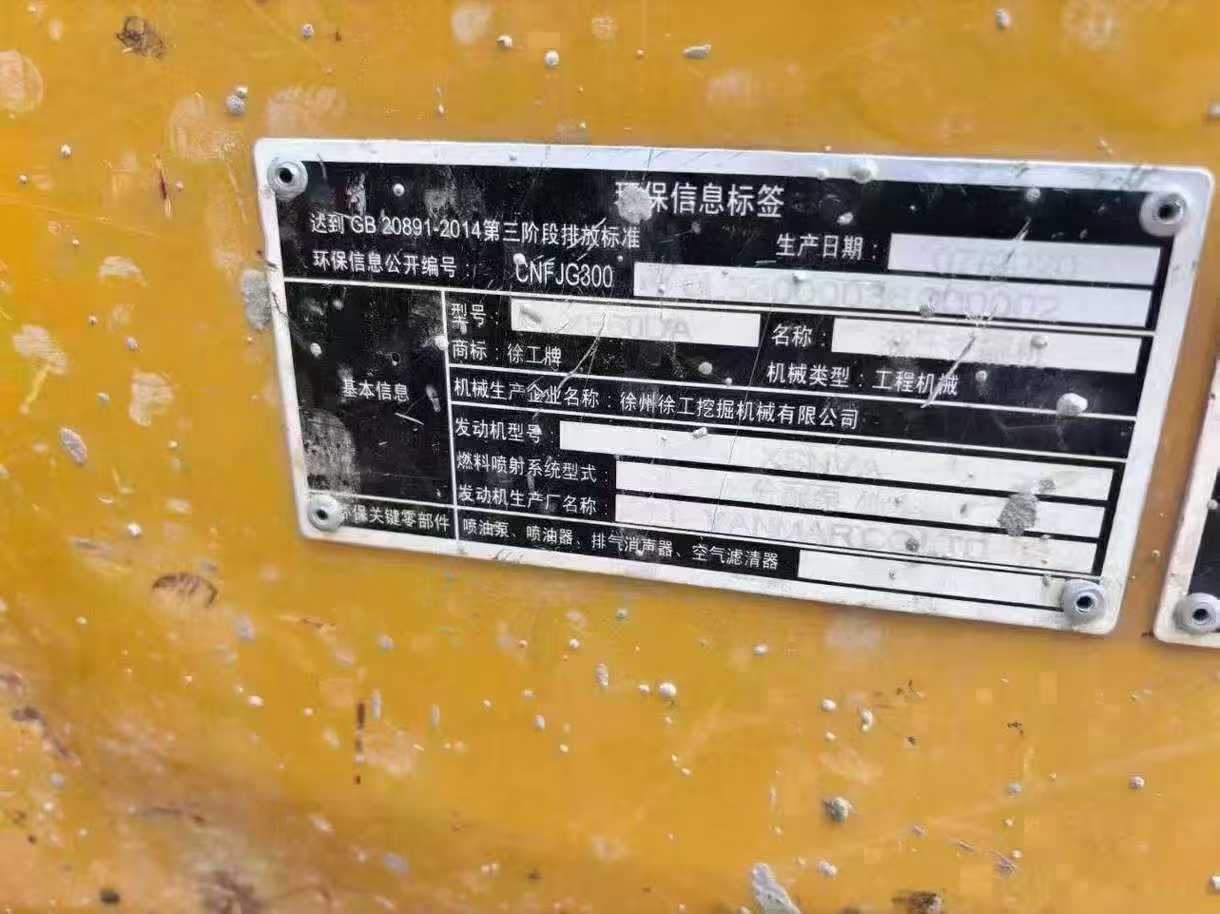 环保信息标签
达到 GB 20891-2014第三阶段排放标准
生产日期：
环保信息公开编号： CNFJG300
基本信息
型号：
名称：
商标：徐工牌
机械类型：工程机械
机械生产企业名称：徐州徐工挖掘机械有限公司
发动机型号：
燃料喷射系统型式：
发动机生产厂名称： YANMAR CO.,LTD
环保关键零部件
喷油泵、喷油器、排气消声器、空气滤清器